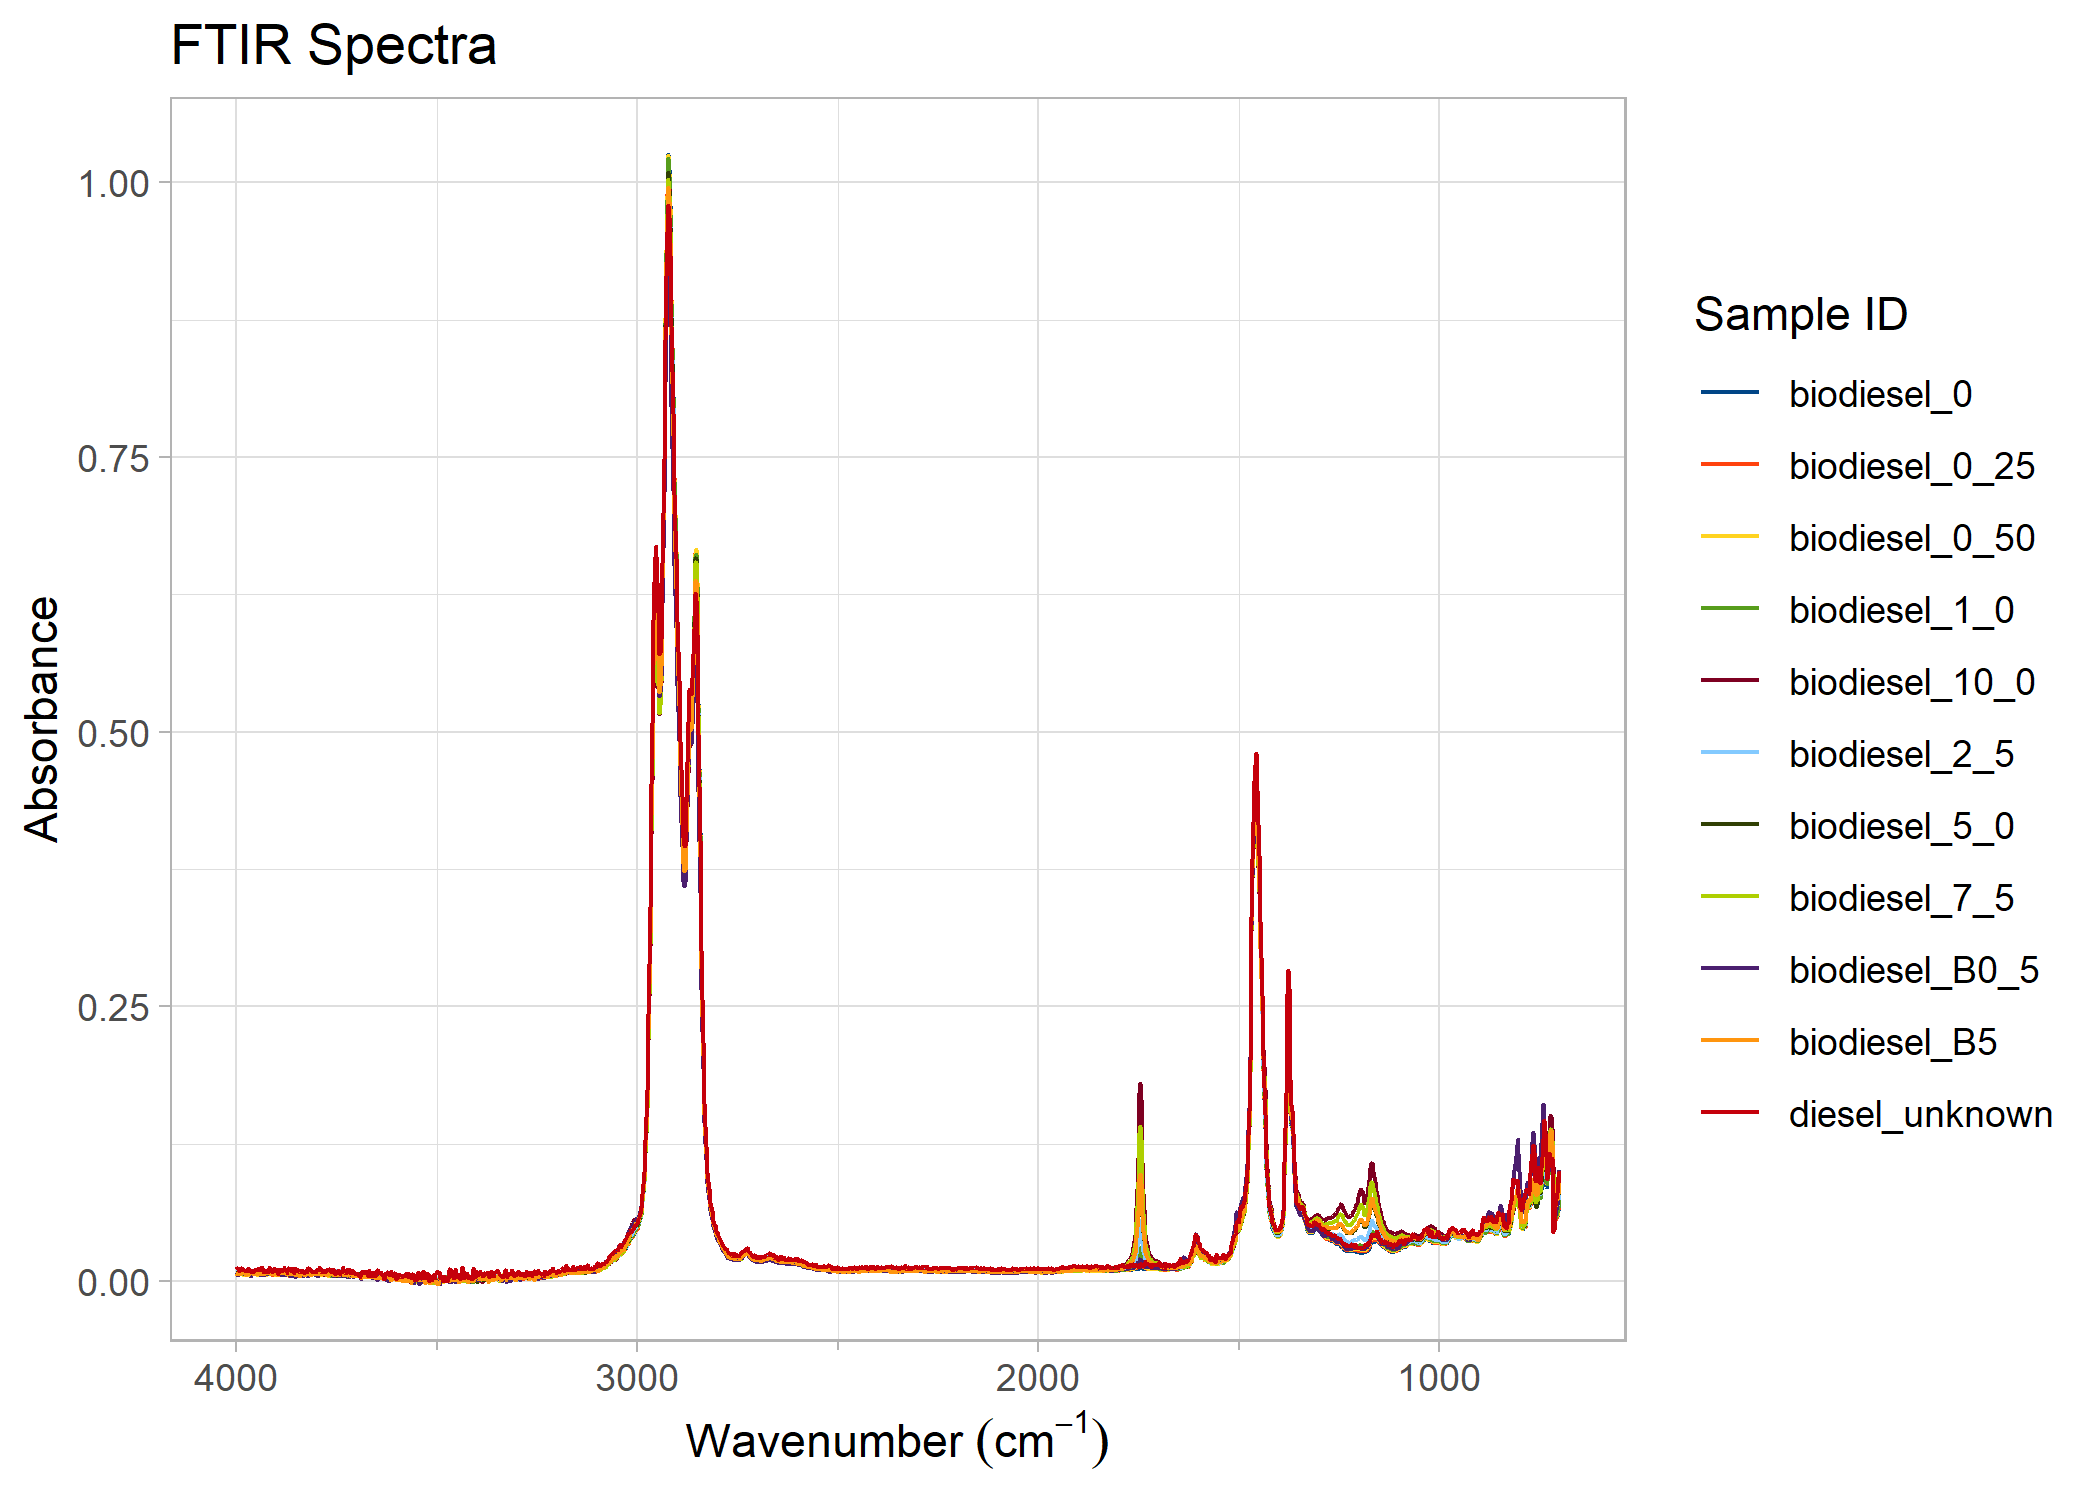 FTIR Spectra
1.00
0.75
0.50
0.25
0.00
Absorbance
4000 3000 2000 1000
Wavenumber (cm⁻¹)
Sample ID
biodiesel_0
biodiesel_0_25
biodiesel_0_50
biodiesel_1_0
biodiesel_10_0
biodiesel_2_5
biodiesel_5_0
biodiesel_7_5
biodiesel_B0_5
biodiesel_B5
diesel_unknown